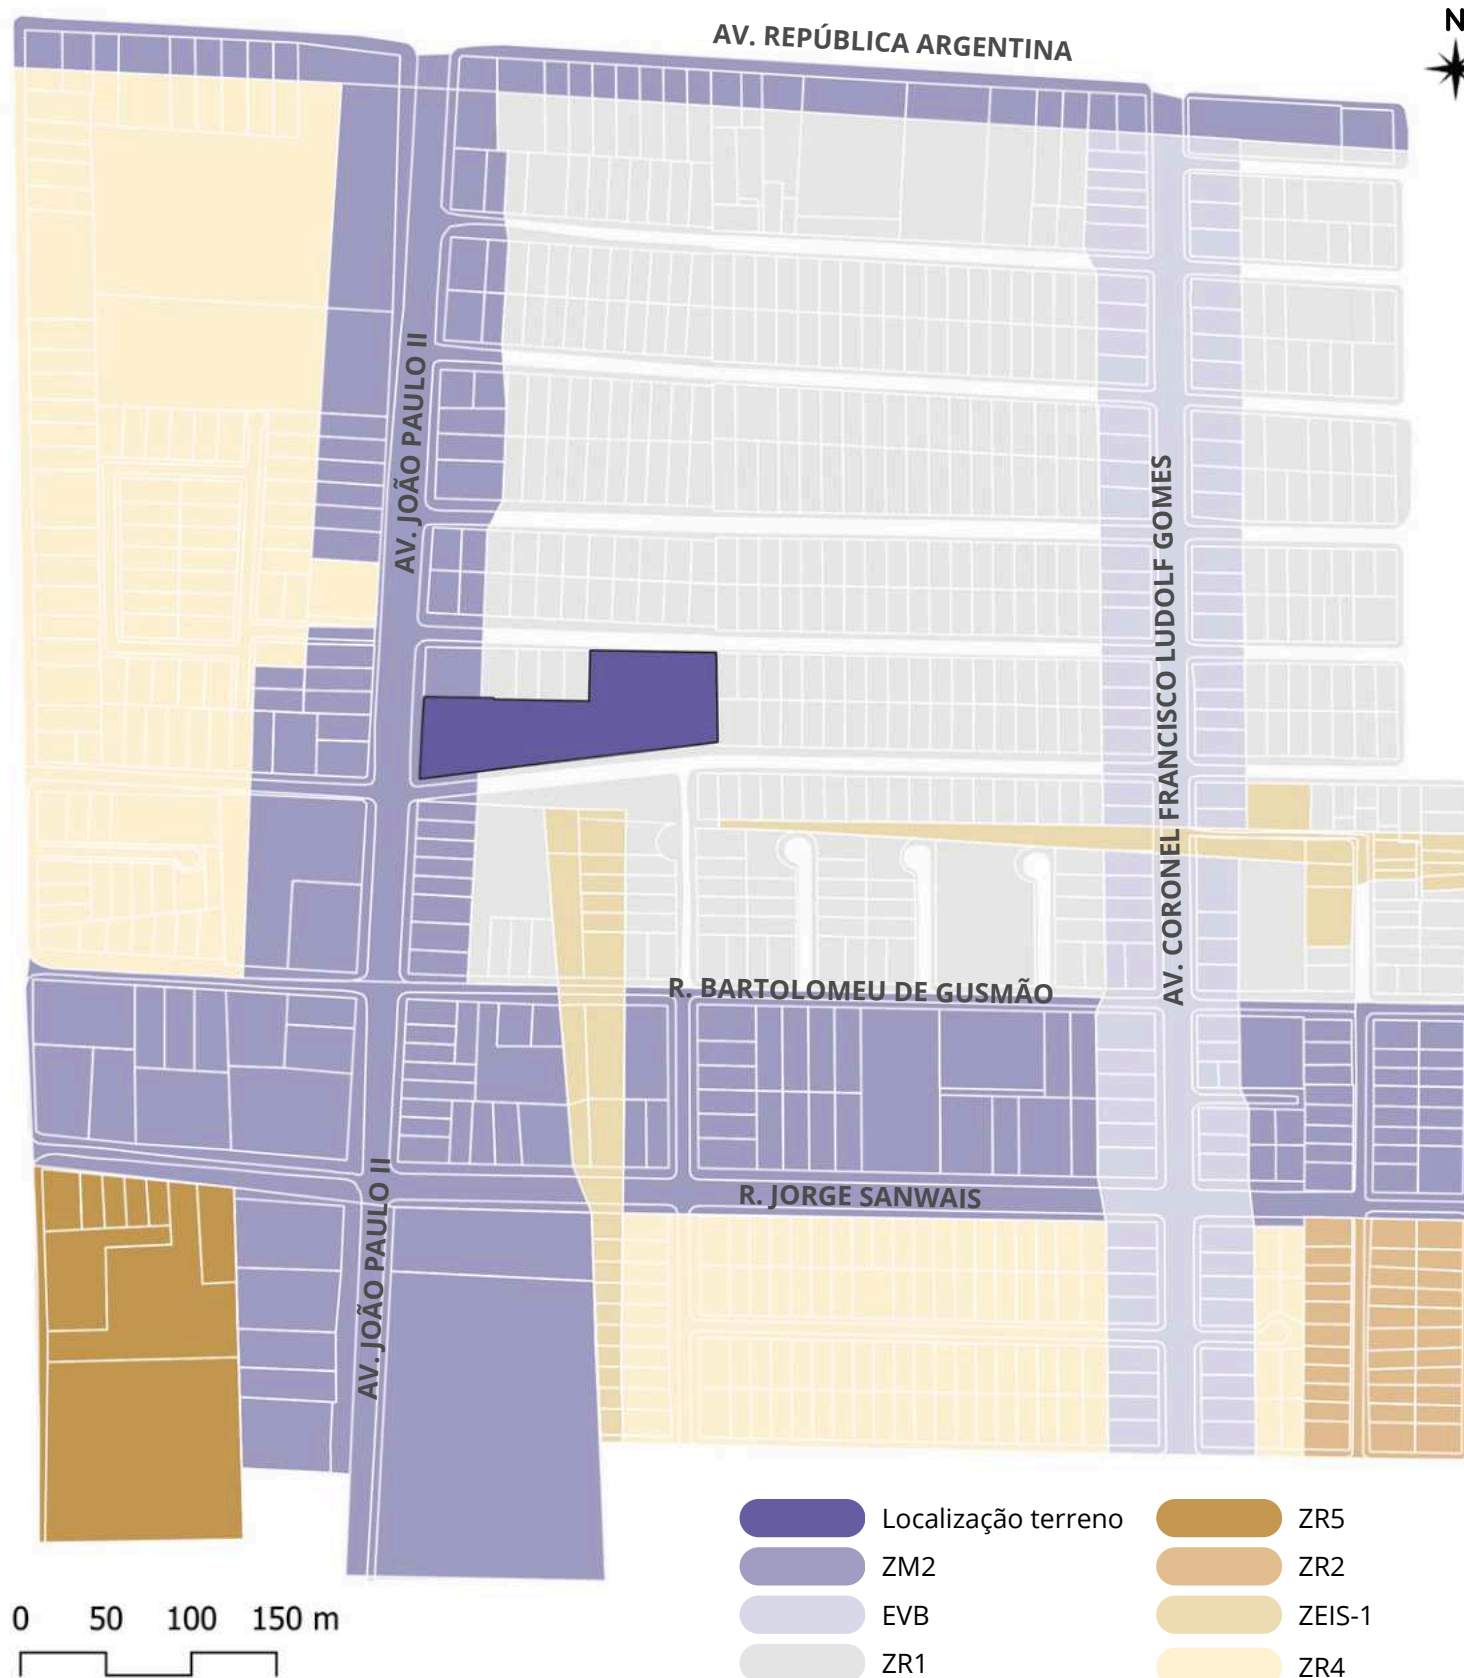 AV. REPÚBLICA ARGENTINA
N
AV. JOÃO PAULO II
AV. CORONEL FRANCISCO LUDOLF GOMES
R. BARTOLOMEU DE GUSMÃO
R. JORGE SANWAIS
AV. JOÃO PAULO II
Localização terreno
ZM2
EVB
ZR1
ZR5
ZR2
ZEIS-1
ZR4
0 50 100 150 m